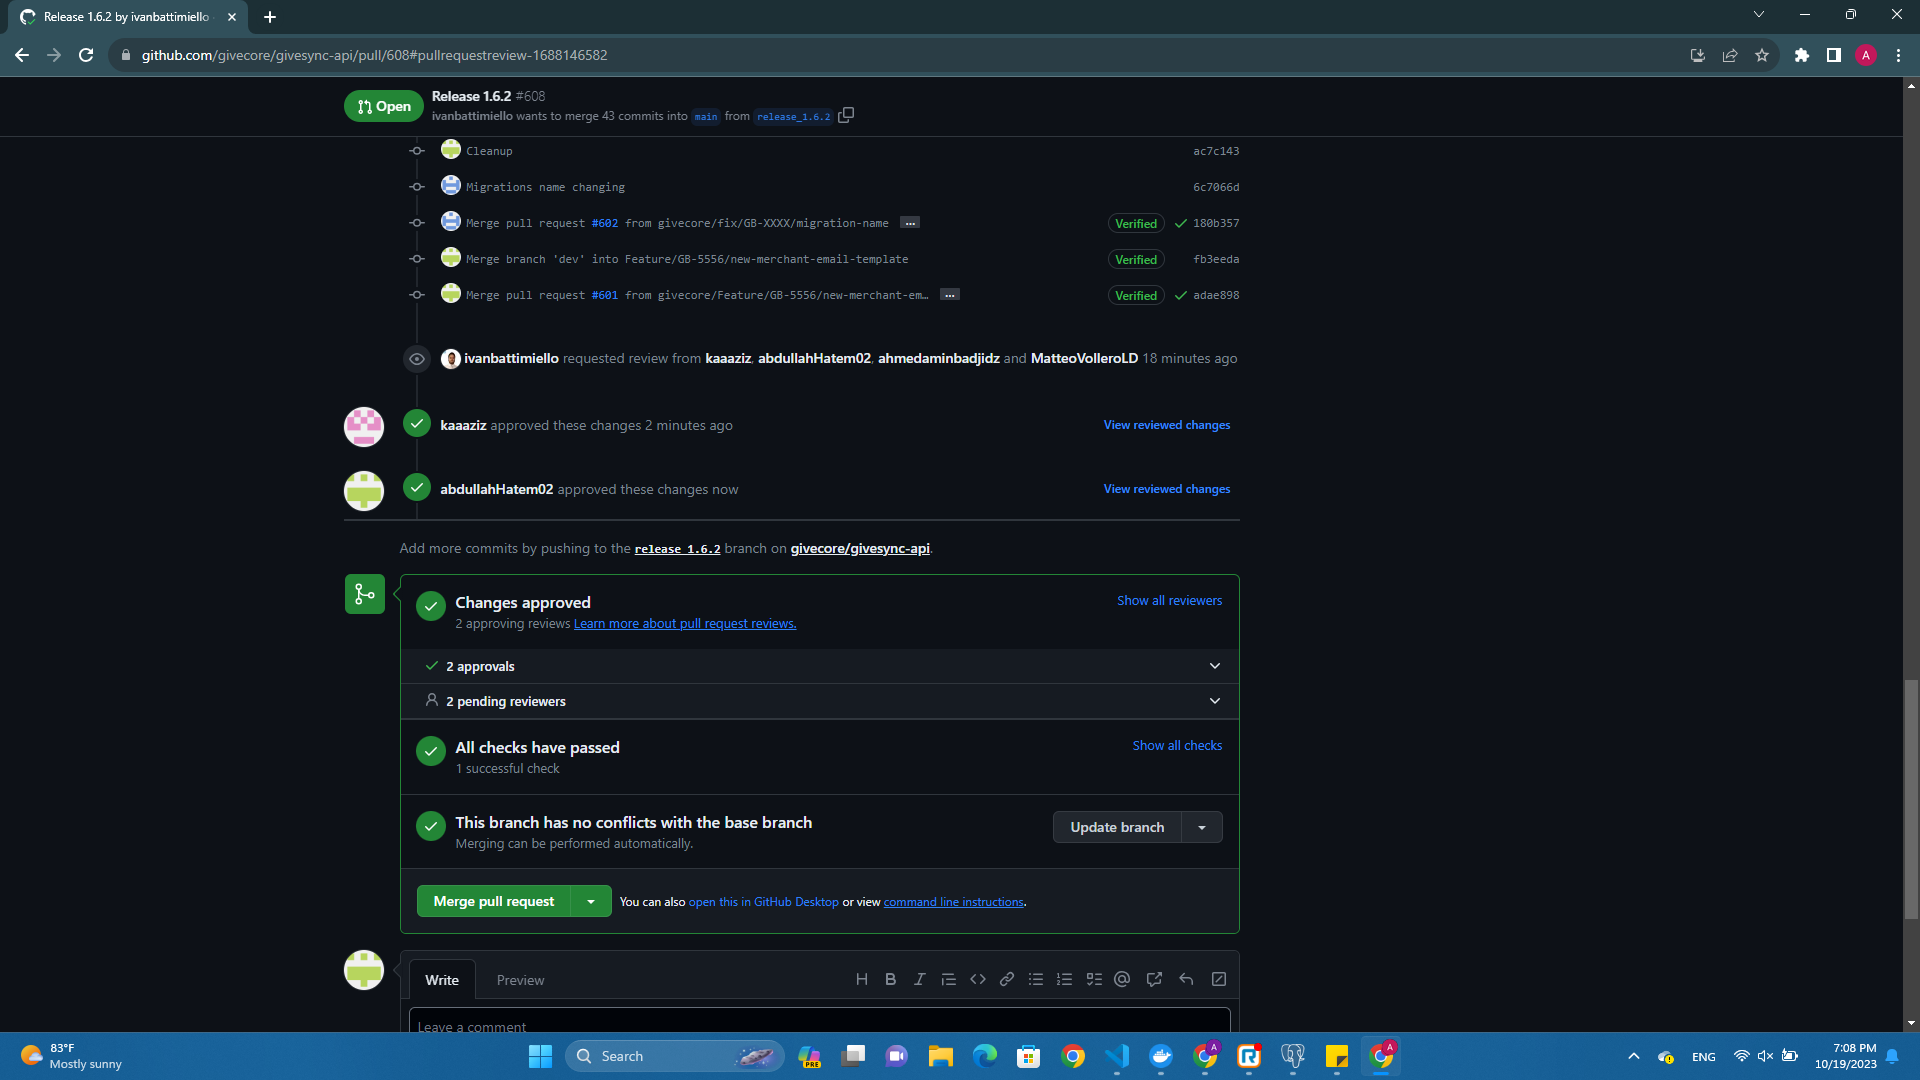 Release 1.6.2 by ivanbattimiello
github.com/givecore/givesync-api/pull/608#pullrequestreview-1688146582
A
Open
Release 1.6.2 #608
ivanbattimiello wants to merge 43 commits into main from release_1.6.2
Cleanup ac7c143
Migrations name changing 6c7066d
Merge pull request #602 from givecore/fix/GB-XXXX/migration-name ... Verified 180b357
Merge branch 'dev' into Feature/GB-5556/new-merchant-email-template Verified fb3eeda
Merge pull request #601 from givecore/Feature/GB-5556/new-merchant-em… ... Verified adae898
ivanbattimiello requested review from kaaaziz, abdullahHatem02, ahmedaminbadjidz and MatteoVolleroLD 18 minutes ago
kaaaziz approved these changes 2 minutes ago View reviewed changes
abdullahHatem02 approved these changes now View reviewed changes
Add more commits by pushing to the release_1.6.2 branch on givecore/givesync-api.
Changes approved Show all reviewers
2 approving reviews Learn more about pull request reviews.
2 approvals
2 pending reviewers
All checks have passed Show all checks
1 successful check
This branch has no conflicts with the base branch Update branch
Merging can be performed automatically.
Merge pull request You can also open this in GitHub Desktop or view command line instructions.
Write Preview
Leave a comment
83°F
Mostly sunny
Search
PRE
A
A
ENG
7:08 PM
10/19/2023